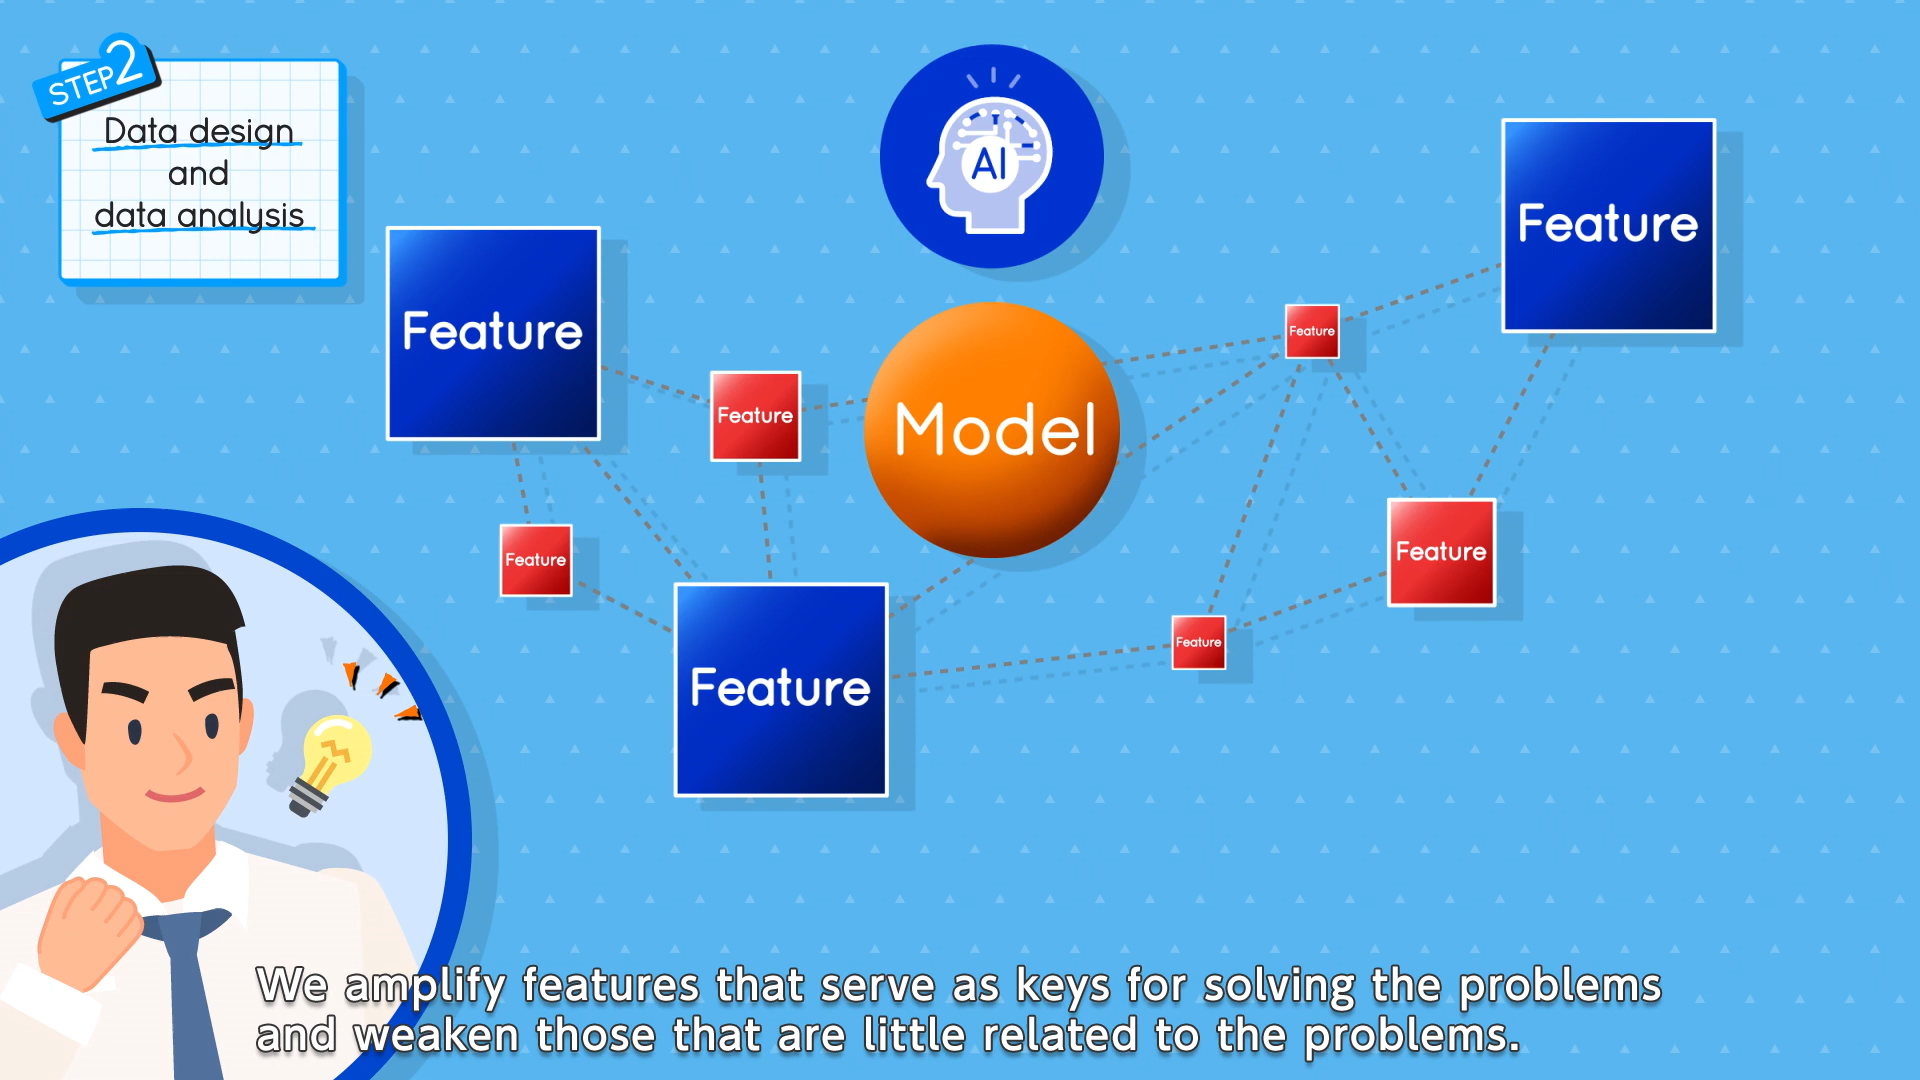 STEP2
Data design
and
data analysis
AI
Feature
Feature
Feature
Feature
Model
Feature
Feature
Feature
Feature
We amplify features that serve as keys for solving the problems
and weaken those that are little related to the problems.